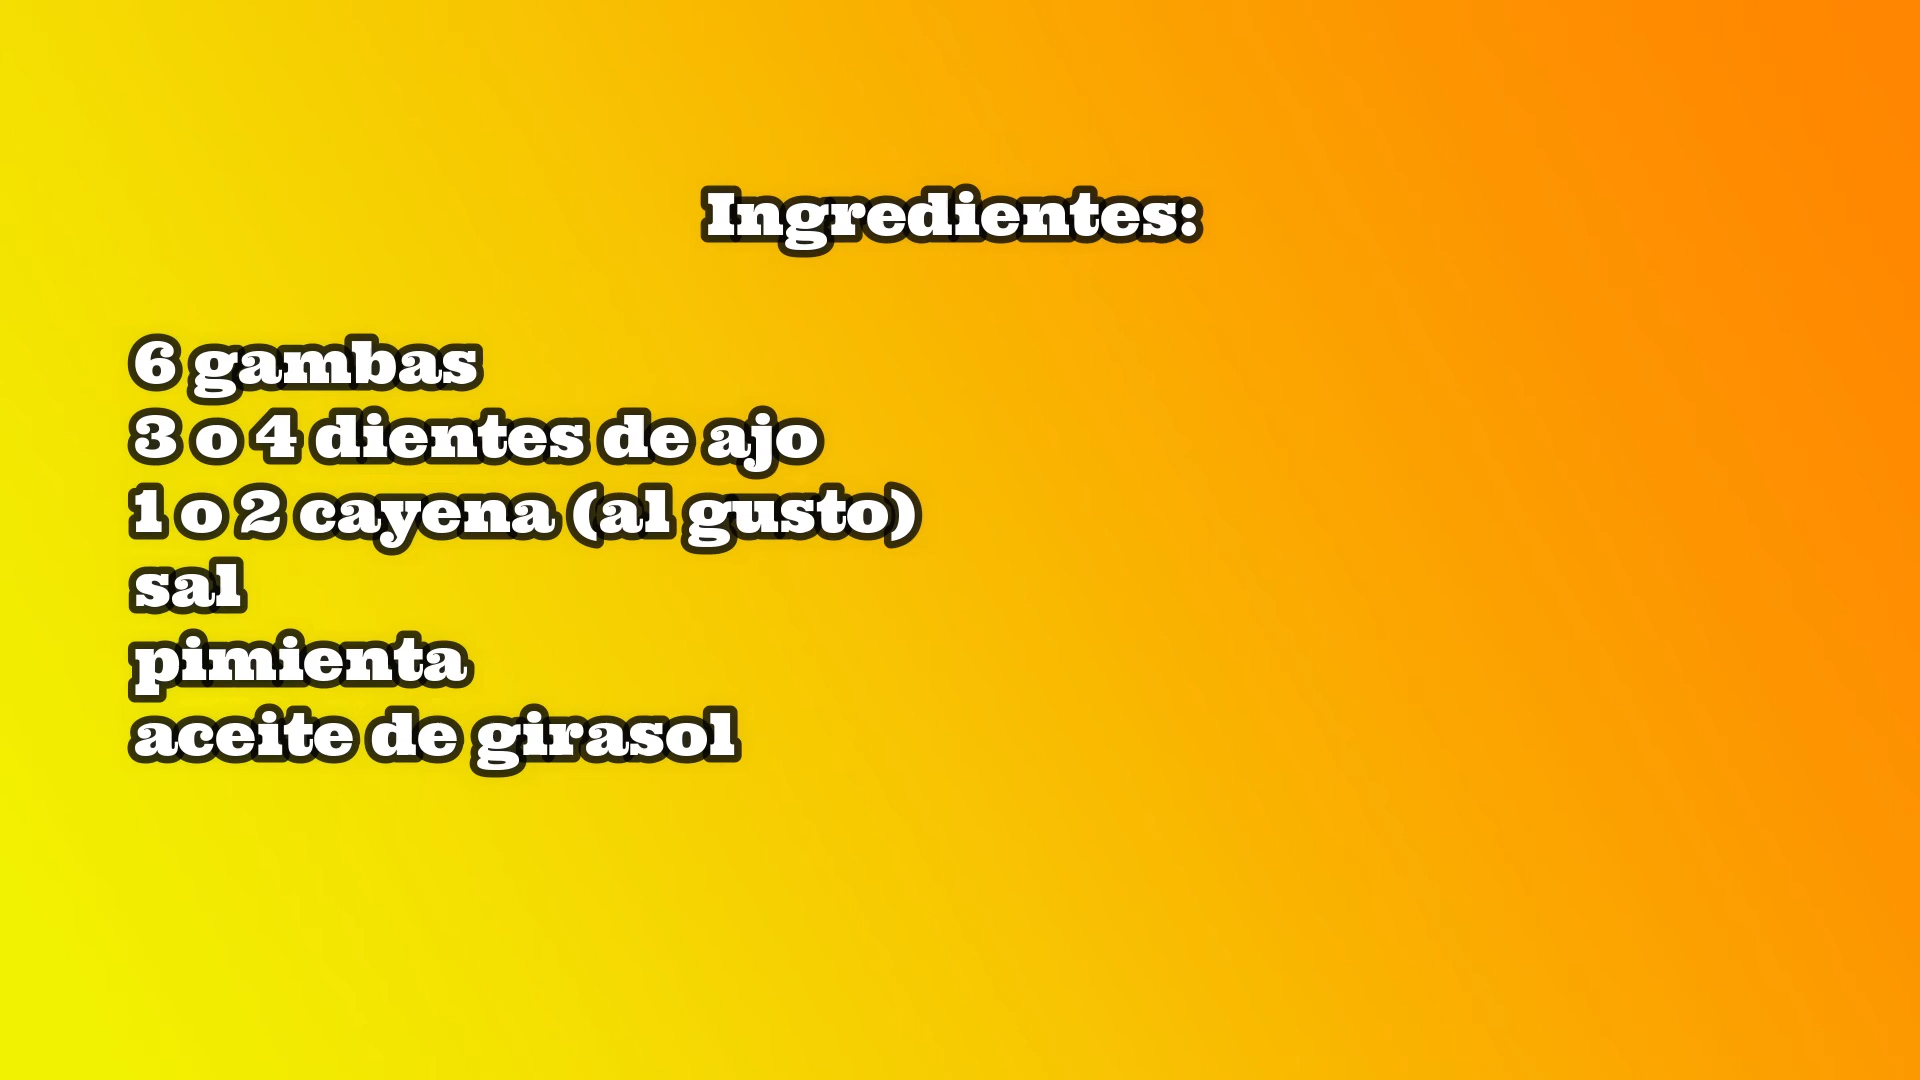 Ingredientes:
6 gambas
3 o 4 dientes de ajo
1 o 2 cayena (al gusto)
sal
pimienta
aceite de girasol